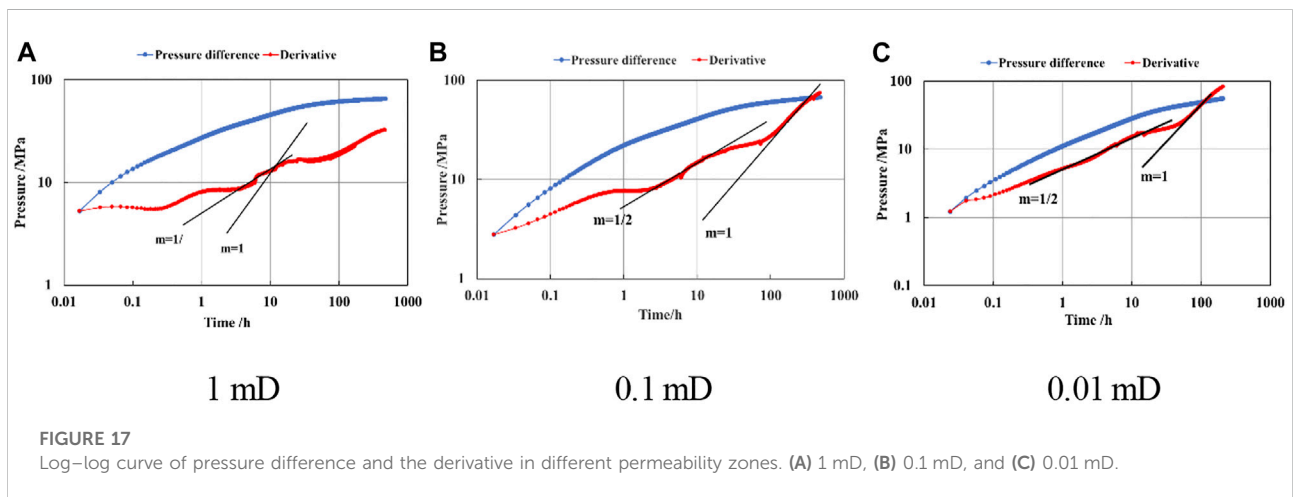 A
Pressure difference Derivative
100
10
1
Pressure /MPa
m=1/
m=1
0.01 0.1 1 10 100 1000
Time /h
1 mD
B
Pressure difference Derivative
100
10
1
Pressure /MPa
m=1/2
m=1
0.01 0.1 1 10 100 1000
Time/h
0.1 mD
C
Pressure difference Derivative
100
10
1
0.1
Pressure /MPa
m=1/2
m=1
0.01 0.1 1 10 100 1000
Time /h
0.01 mD
FIGURE 17
Log–log curve of pressure difference and the derivative in different permeability zones. (A) 1 mD, (B) 0.1 mD, and (C) 0.01 mD.